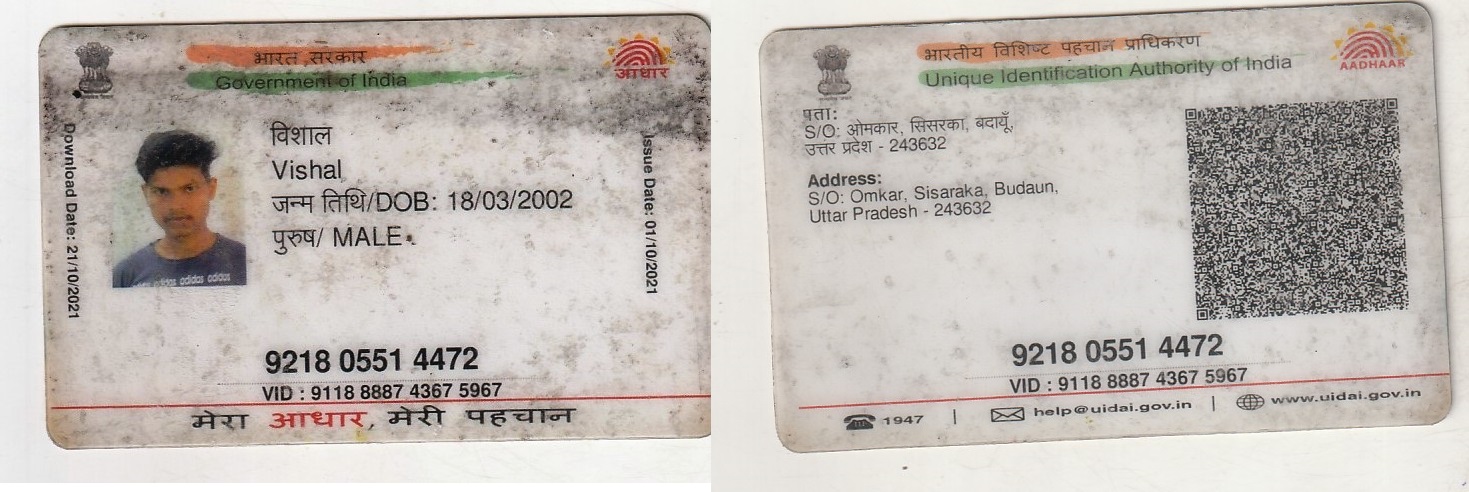 भारत सरकार
Government of India
आधार
Download Date: 21/10/2021
विशाल
Vishal
जन्म तिथि/DOB: 18/03/2002
पुरुष/ MALE
Issue Date: 01/10/2021
adidas adidas adidas
9218 0551 4472
VID : 9118 8887 4367 5967
मेरा आधार, मेरी पहचान
भारतीय विशिष्ट पहचान प्राधिकरण
Unique Identification Authority of India
AADHAAR
पता:
S/O: ओमकार, सिसरका, बदायूँ,
उत्तर प्रदेश - 243632
Address:
S/O: Omkar, Sisaraka, Budaun,
Uttar Pradesh - 243632
9218 0551 4472
VID : 9118 8887 4367 5967
1947 | help@uidai.gov.in | www.uidai.gov.in